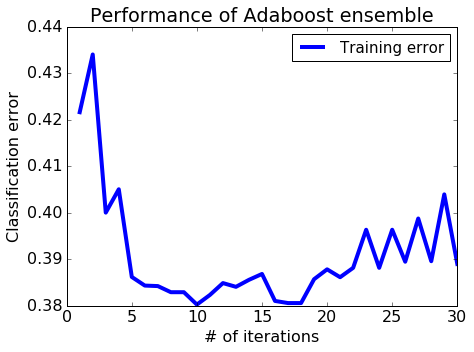 Performance of Adaboost ensemble
Training error
Classification error
0.44
0.43
0.42
0.41
0.40
0.39
0.38
0 5 10 15 20 25 30
# of iterations